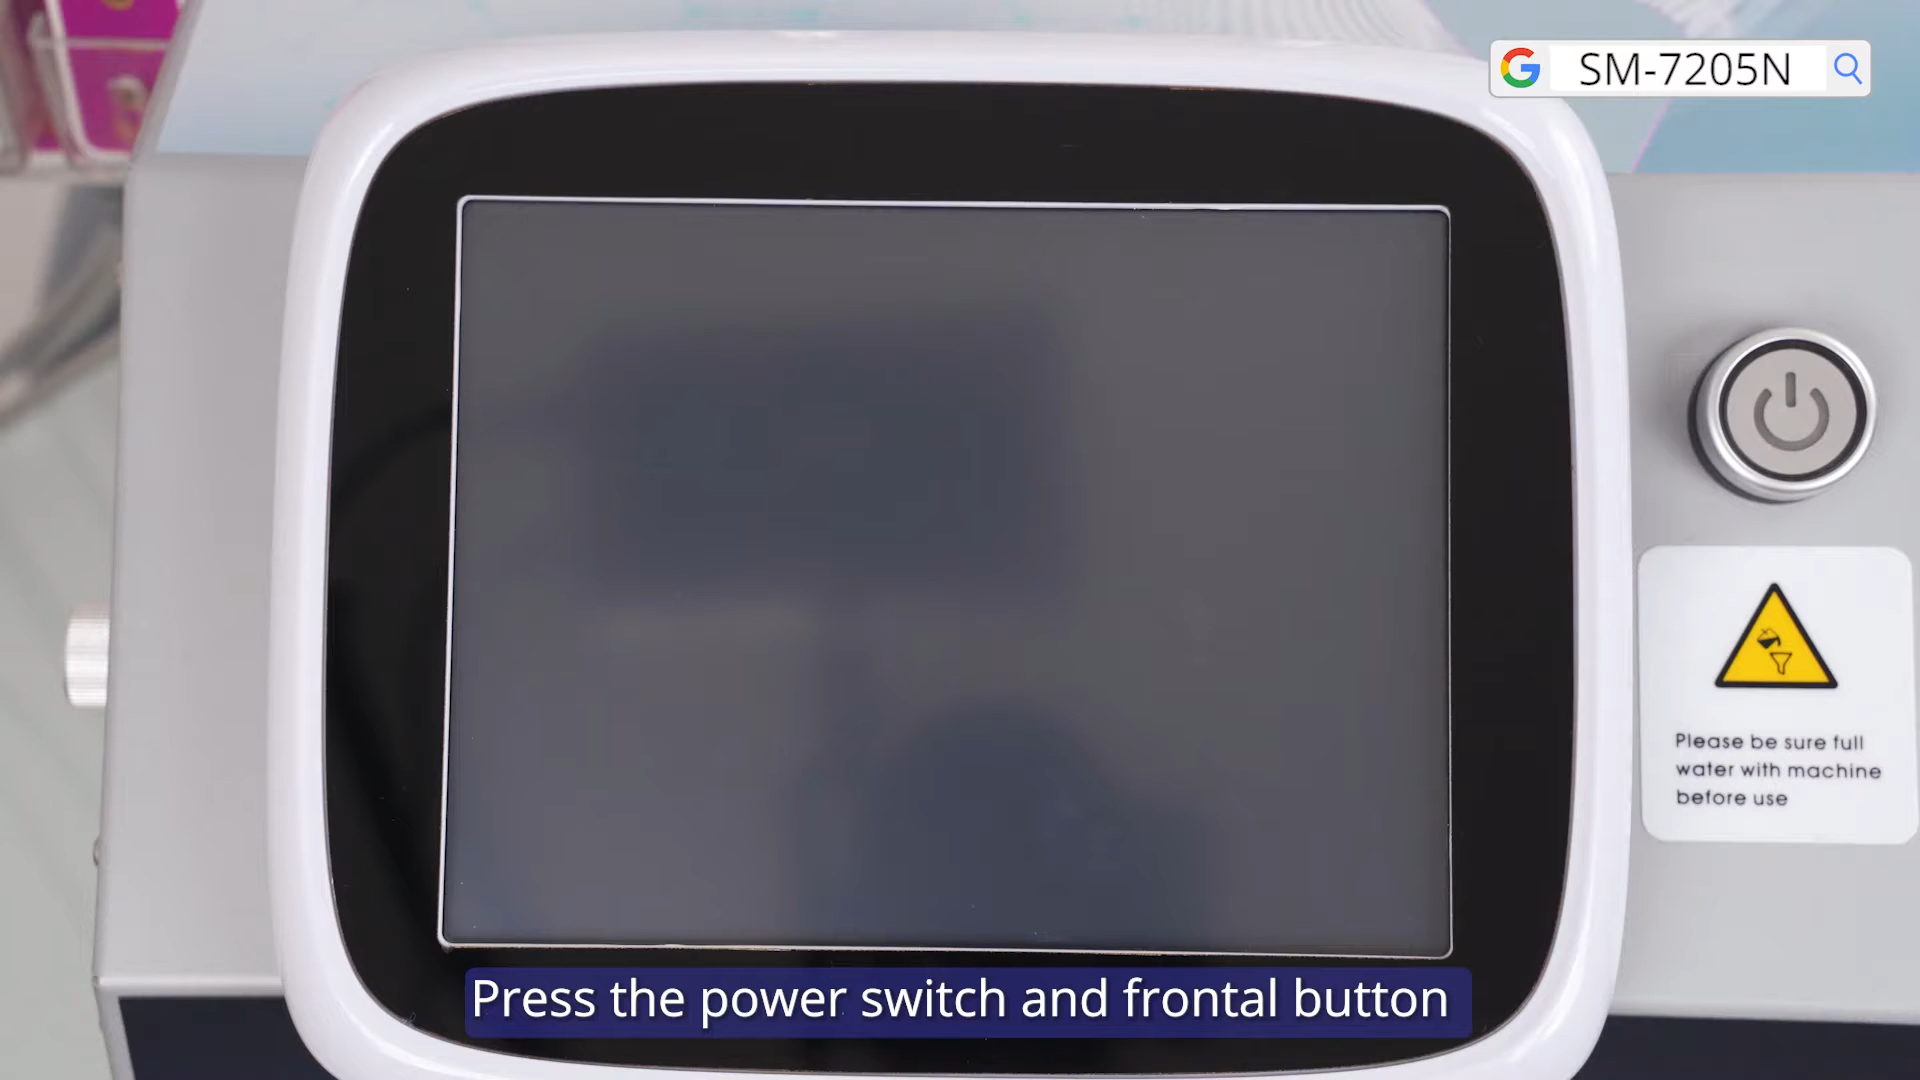 SM-7205N
Please be sure full
water with machine
before use
Press the power switch and frontal button